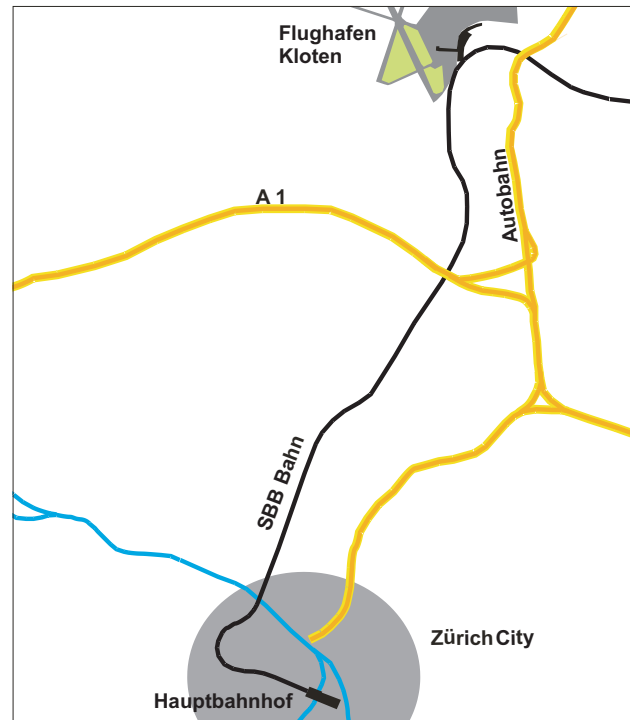 Flughafen
Kloten
A 1
Autobahn
SBB Bahn
Zürich City
Hauptbahnhof